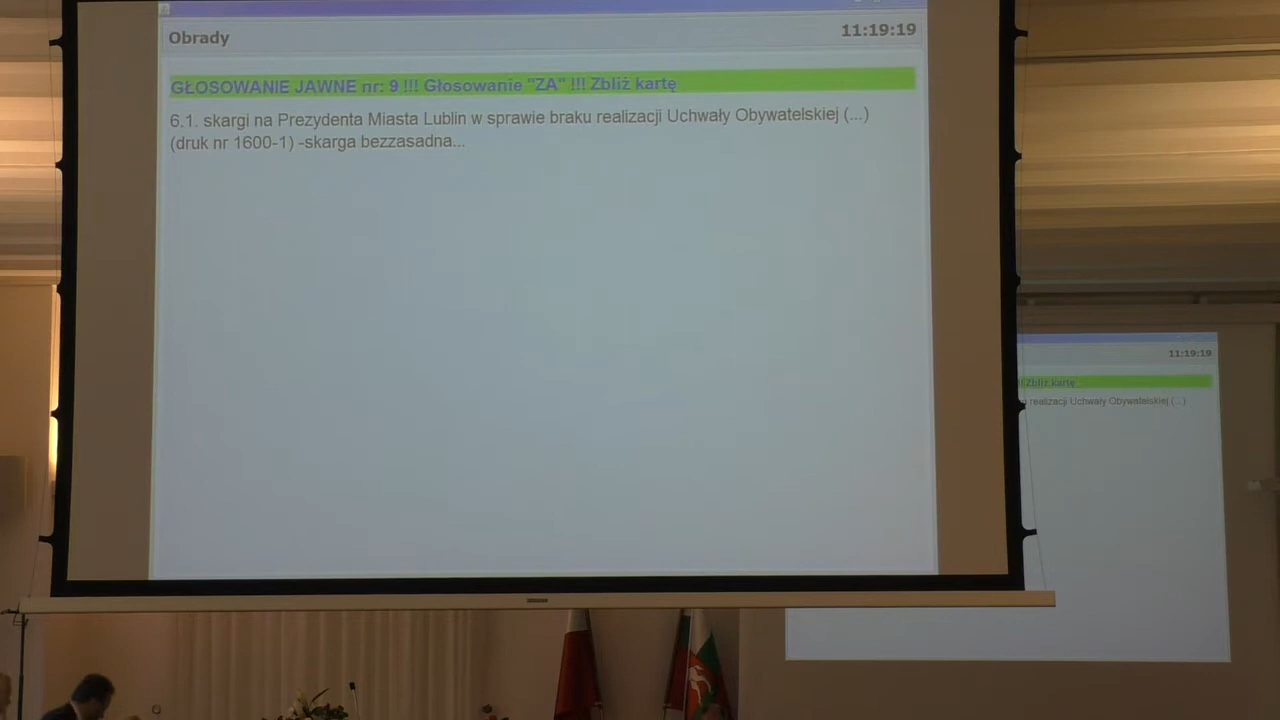 Obrady
11:19:19
GŁOSOWANIE JAWNE nr: 9 !!! Głosowanie "ZA" !!! Zbliż kartę
6.1. skargi na Prezydenta Miasta Lublin w sprawie braku realizacji Uchwały Obywatelskiej (...)
(druk nr 1600-1) -skarga bezzasadna...
11:19:19
Zbliż kartę
realizacji Uchwały Obywatelskiej (...)